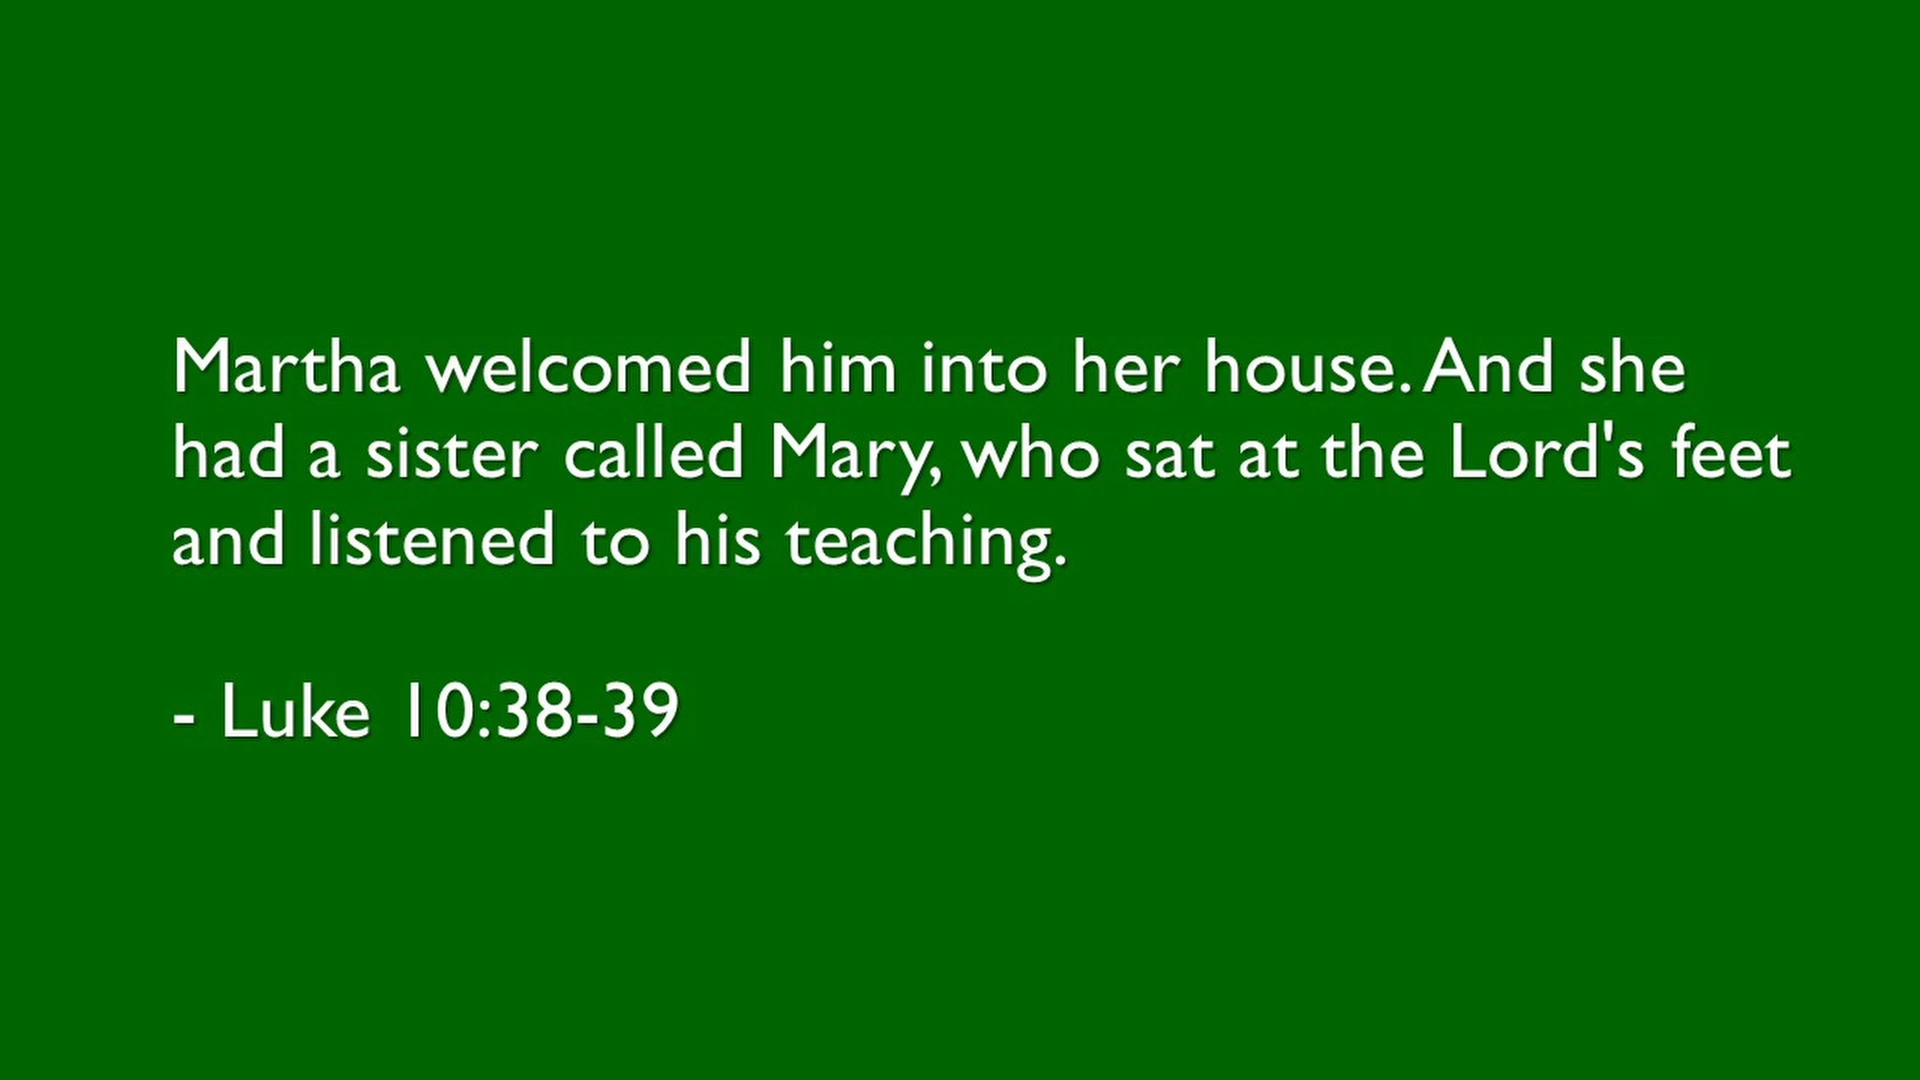 Martha welcomed him into her house. And she
had a sister called Mary, who sat at the Lord's feet
and listened to his teaching.
- Luke 10:38-39